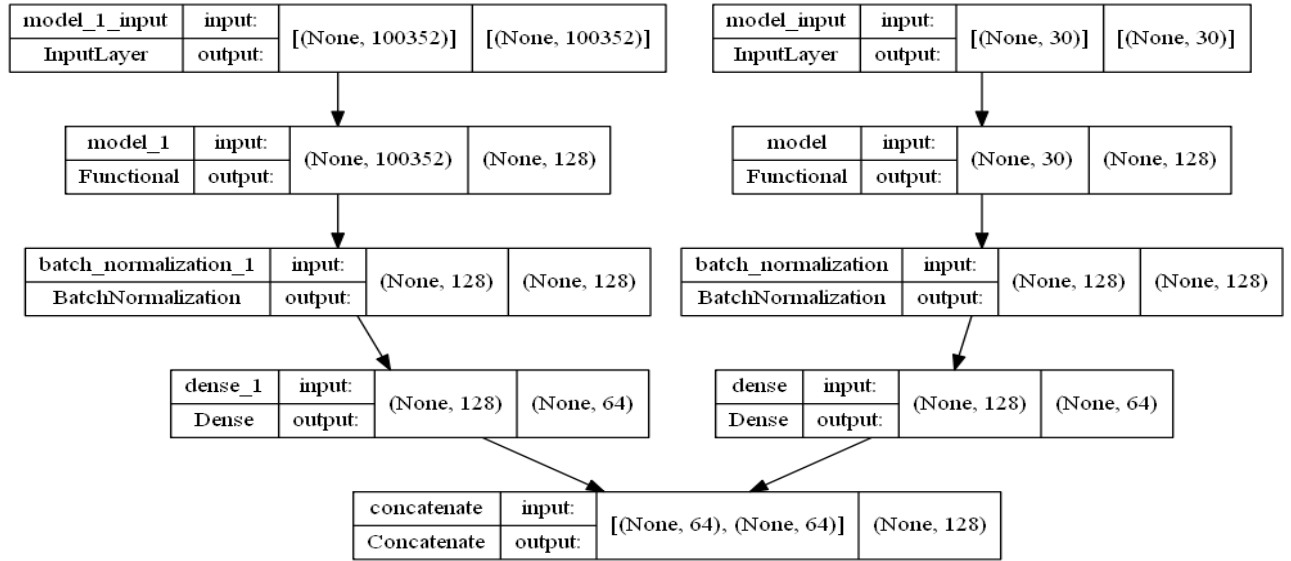 model_1_input input: [(None, 100352)] [(None, 100352)]
InputLayer output:
model_input input: [(None, 30)] [(None, 30)]
InputLayer output:
model_1 input: (None, 100352) (None, 128)
Functional output:
model input: (None, 30) (None, 128)
Functional output:
batch_normalization_1 input: (None, 128) (None, 128)
BatchNormalization output:
batch_normalization input: (None, 128) (None, 128)
BatchNormalization output:
dense_1 input: (None, 128) (None, 64)
Dense output:
dense input: (None, 128) (None, 64)
Dense output:
concatenate input: [(None, 64), (None, 64)] (None, 128)
Concatenate output: